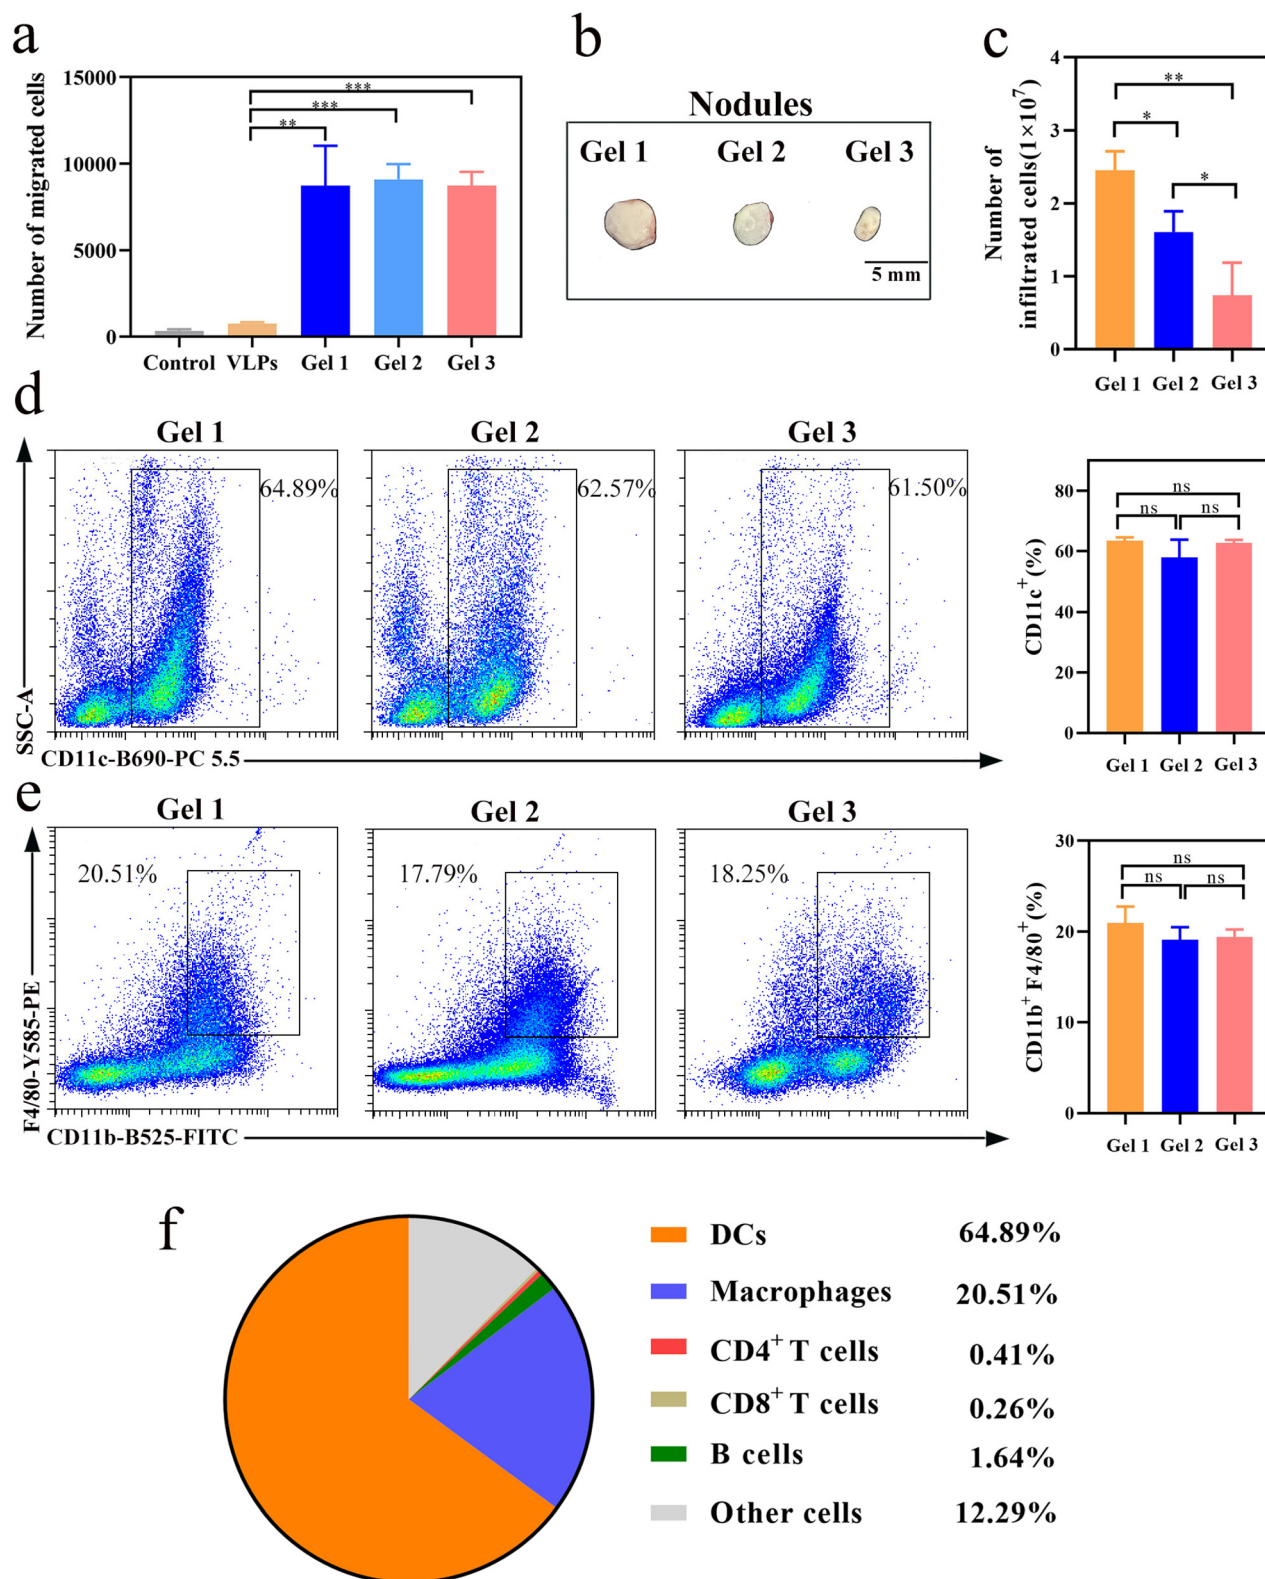 a
Number of migrated cells
15000
10000
5000
0
***
***
**
Control VLPs Gel 1 Gel 2 Gel 3
b
Nodules
Gel 1 Gel 2 Gel 3
5 mm
c
Number of
infiltrated cells(1×10⁷)
4
3
2
1
0
**
*
*
Gel 1 Gel 2 Gel 3
d
Gel 1 Gel 2 Gel 3
64.89% 62.57% 61.50%
SSC-A
CD11c-B690-PC 5.5
CD11c⁺ (%)
80
60
40
20
0
ns
ns ns
Gel 1 Gel 2 Gel 3
e
Gel 1 Gel 2 Gel 3
20.51% 17.79% 18.25%
F4/80-Y585-PE
CD11b-B525-FITC
CD11b⁺ F4/80⁺(%)
30
20
10
0
ns
ns ns
Gel 1 Gel 2 Gel 3
f
DCs 64.89%
Macrophages 20.51%
CD4⁺ T cells 0.41%
CD8⁺ T cells 0.26%
B cells 1.64%
Other cells 12.29%